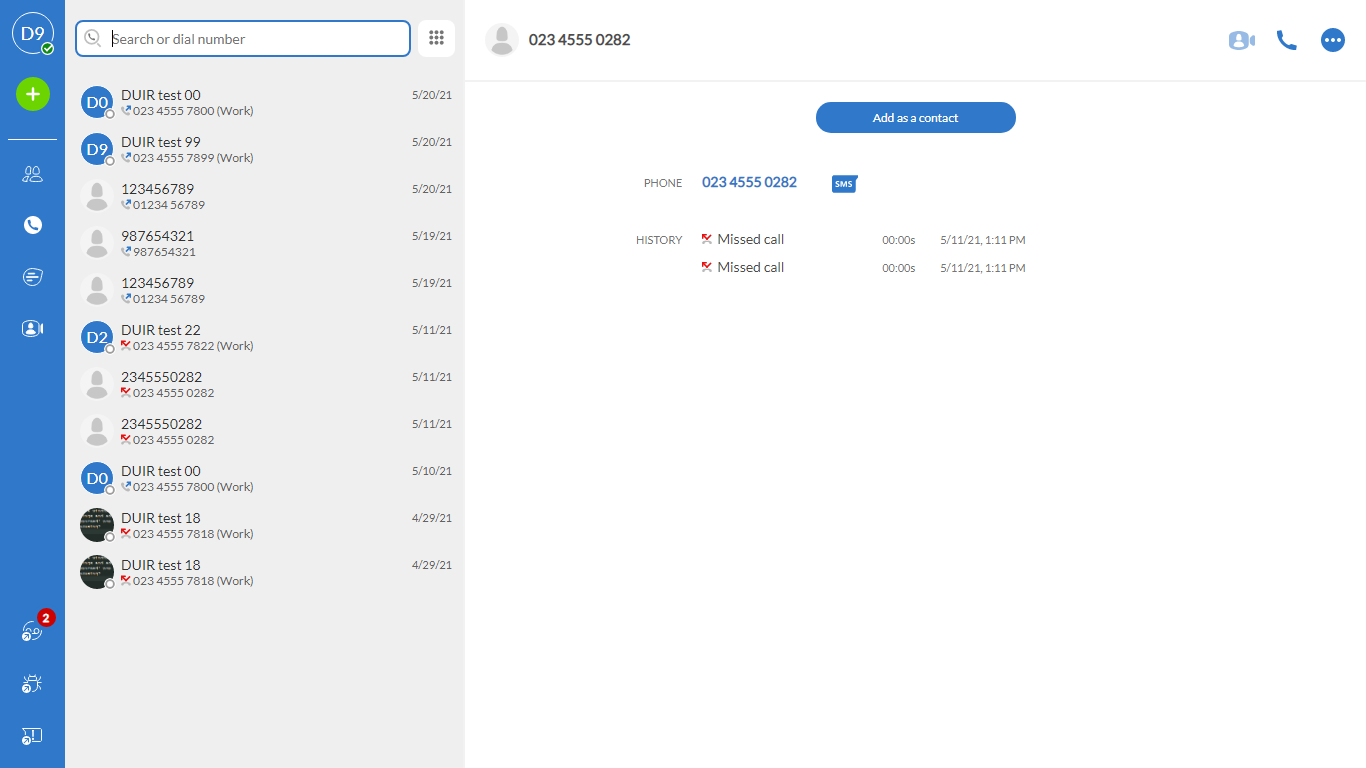 D9
Search or dial number
D0
DUIR test 00
5/20/21
023 4555 7800 (Work)
D9
DUIR test 99
5/20/21
023 4555 7899 (Work)
123456789
5/20/21
01234 56789
987654321
5/19/21
987654321
123456789
5/19/21
01234 56789
D2
DUIR test 22
5/11/21
023 4555 7822 (Work)
2345550282
5/11/21
023 4555 0282
2345550282
5/11/21
023 4555 0282
D0
DUIR test 00
5/10/21
023 4555 7800 (Work)
DUIR test 18
4/29/21
023 4555 7818 (Work)
DUIR test 18
4/29/21
023 4555 7818 (Work)
2
023 4555 0282
Add as a contact
PHONE 023 4555 0282 SMS
HISTORY Missed call 00:00s 5/11/21, 1:11 PM
Missed call 00:00s 5/11/21, 1:11 PM